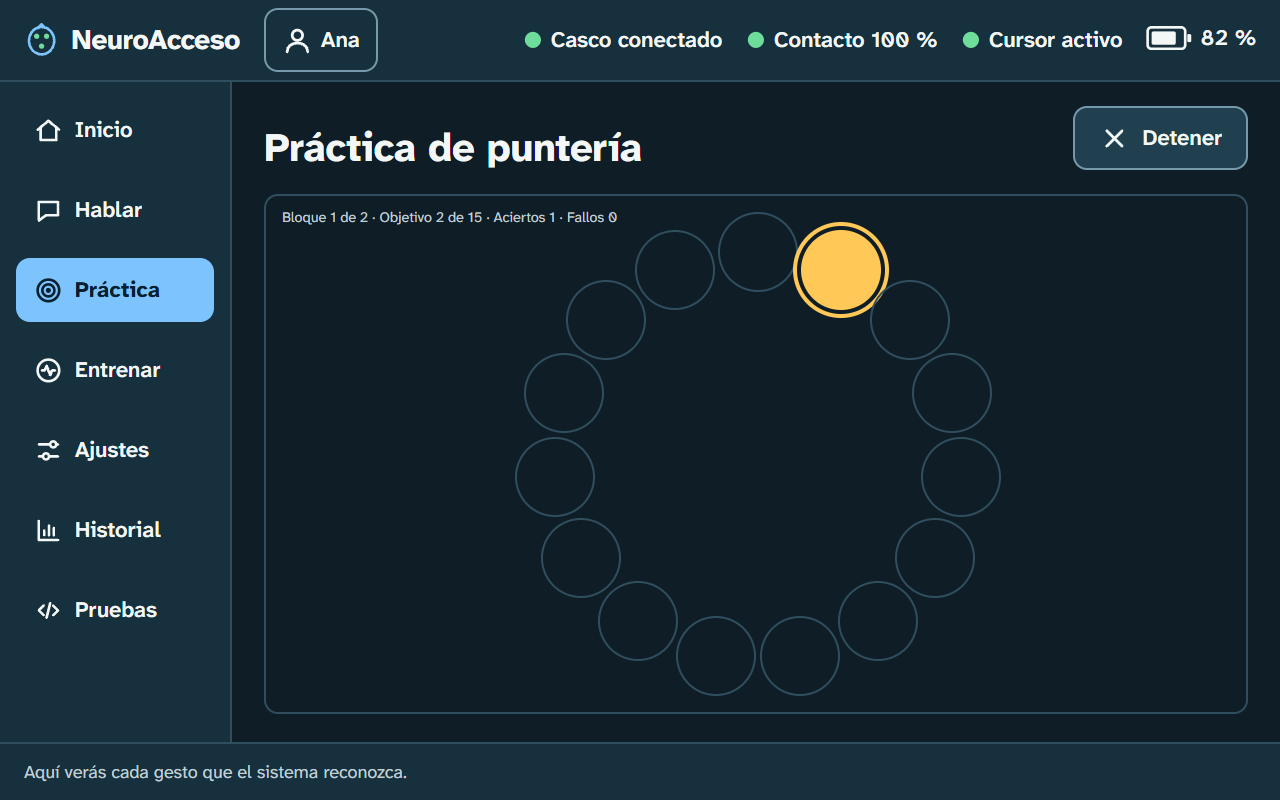 NeuroAcceso
Ana
Casco conectado
Contacto 100 %
Cursor activo
82 %
Inicio
Hablar
Práctica
Entrenar
Ajustes
Historial
Pruebas
Práctica de puntería
Detener
Bloque 1 de 2 · Objetivo 2 de 15 · Aciertos 1 · Fallos 0
Aquí verás cada gesto que el sistema reconozca.